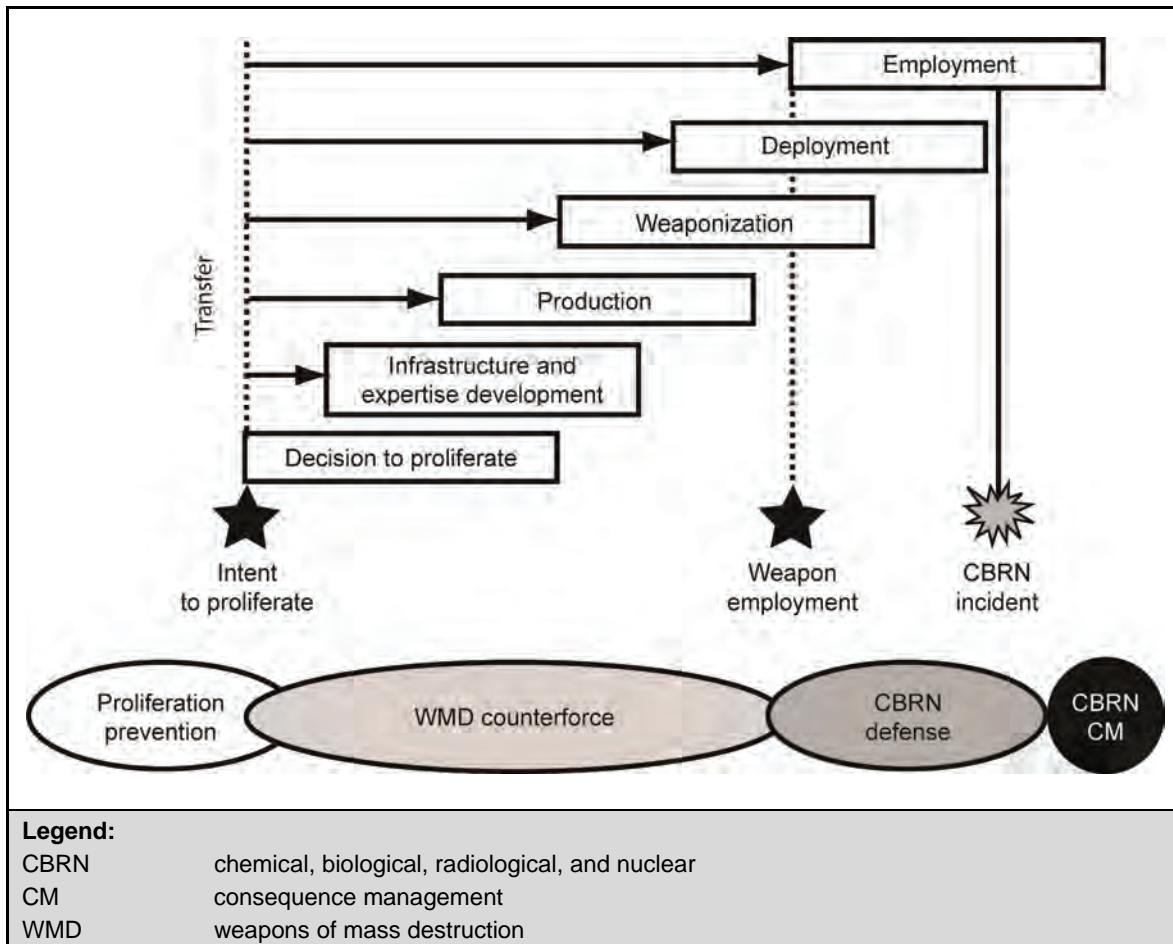 Employment
Deployment
Weaponization
Production
Transfer
Infrastructure and
expertise development
Decision to proliferate
Intent
to proliferate
Weapon
employment
CBRN
incident
Proliferation
prevention
WMD counterforce
CBRN
defense
CBRN
CM
Legend:
CBRN chemical, biological, radiological, and nuclear
CM consequence management
WMD weapons of mass destruction